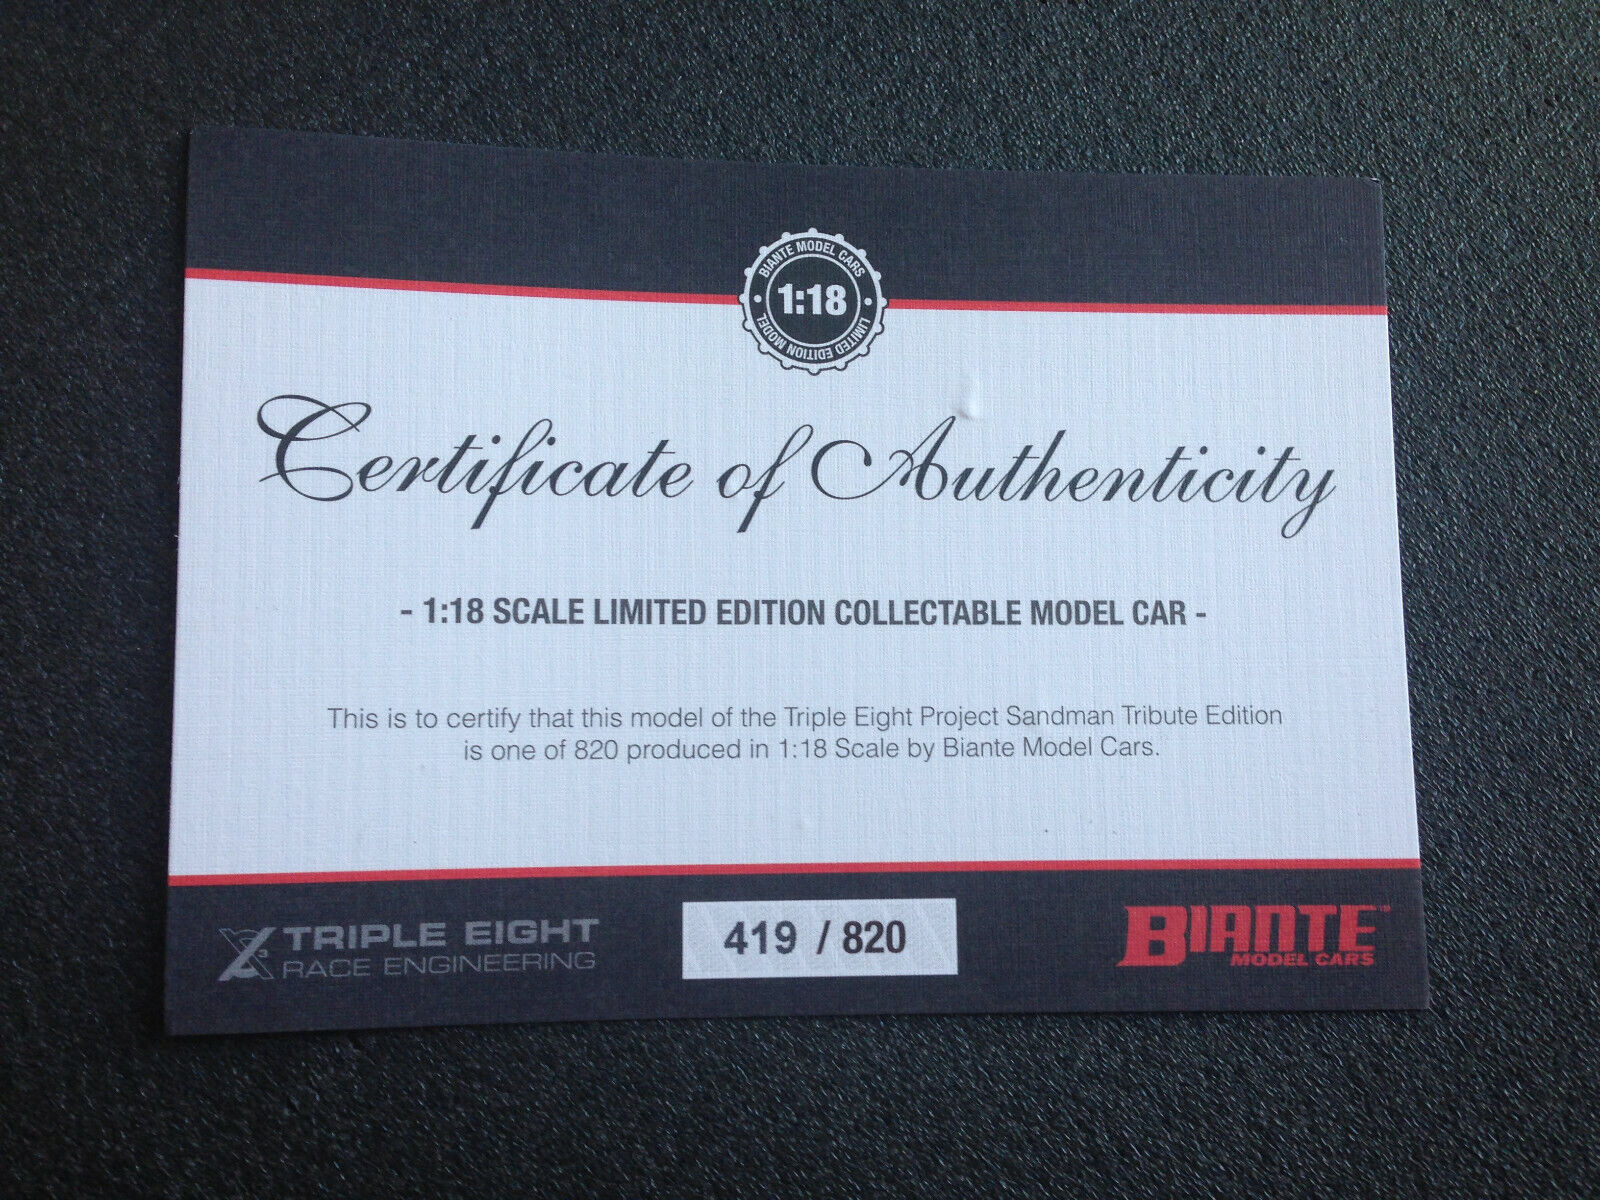 BIANTE MODEL CARS
1:18
LIMITED EDITION MODEL
Certificate of Authenticity
- 1:18 SCALE LIMITED EDITION COLLECTABLE MODEL CAR -
This is to certify that this model of the Triple Eight Project Sandman Tribute Edition
is one of 820 produced in 1:18 Scale by Biante Model Cars.
TRIPLE EIGHT
RACE ENGINEERING
419 / 820
BIANTE™
MODEL CARS